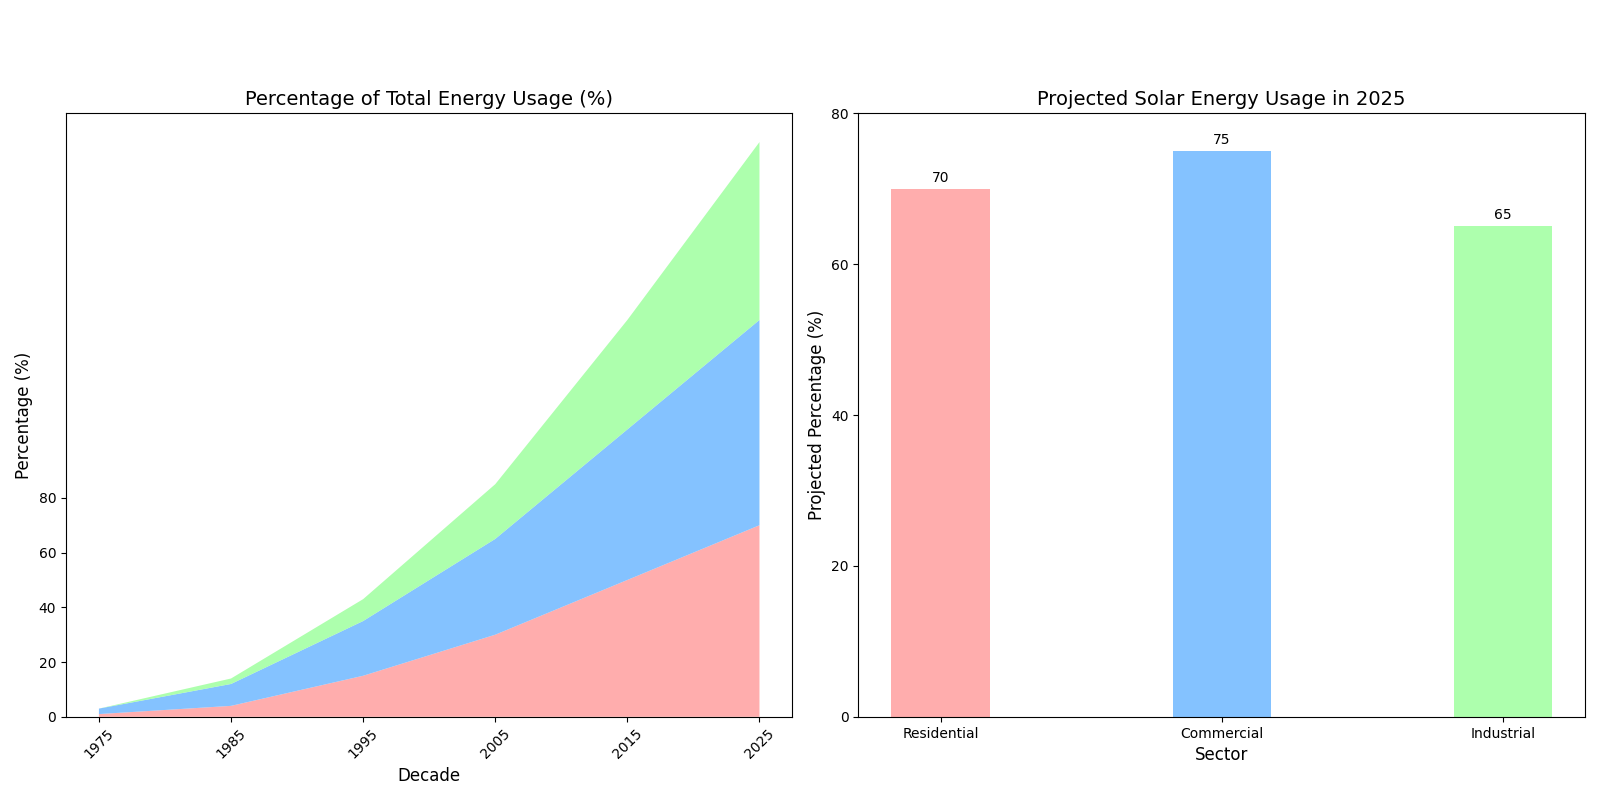 Percentage of Total Energy Usage (%)
Percentage (%)
80
60
40
20
0
1975
1985
1995
2005
2015
2025
Decade
Projected Solar Energy Usage in 2025
Projected Percentage (%)
80
60
40
20
0
70
75
65
Residential
Commercial
Industrial
Sector